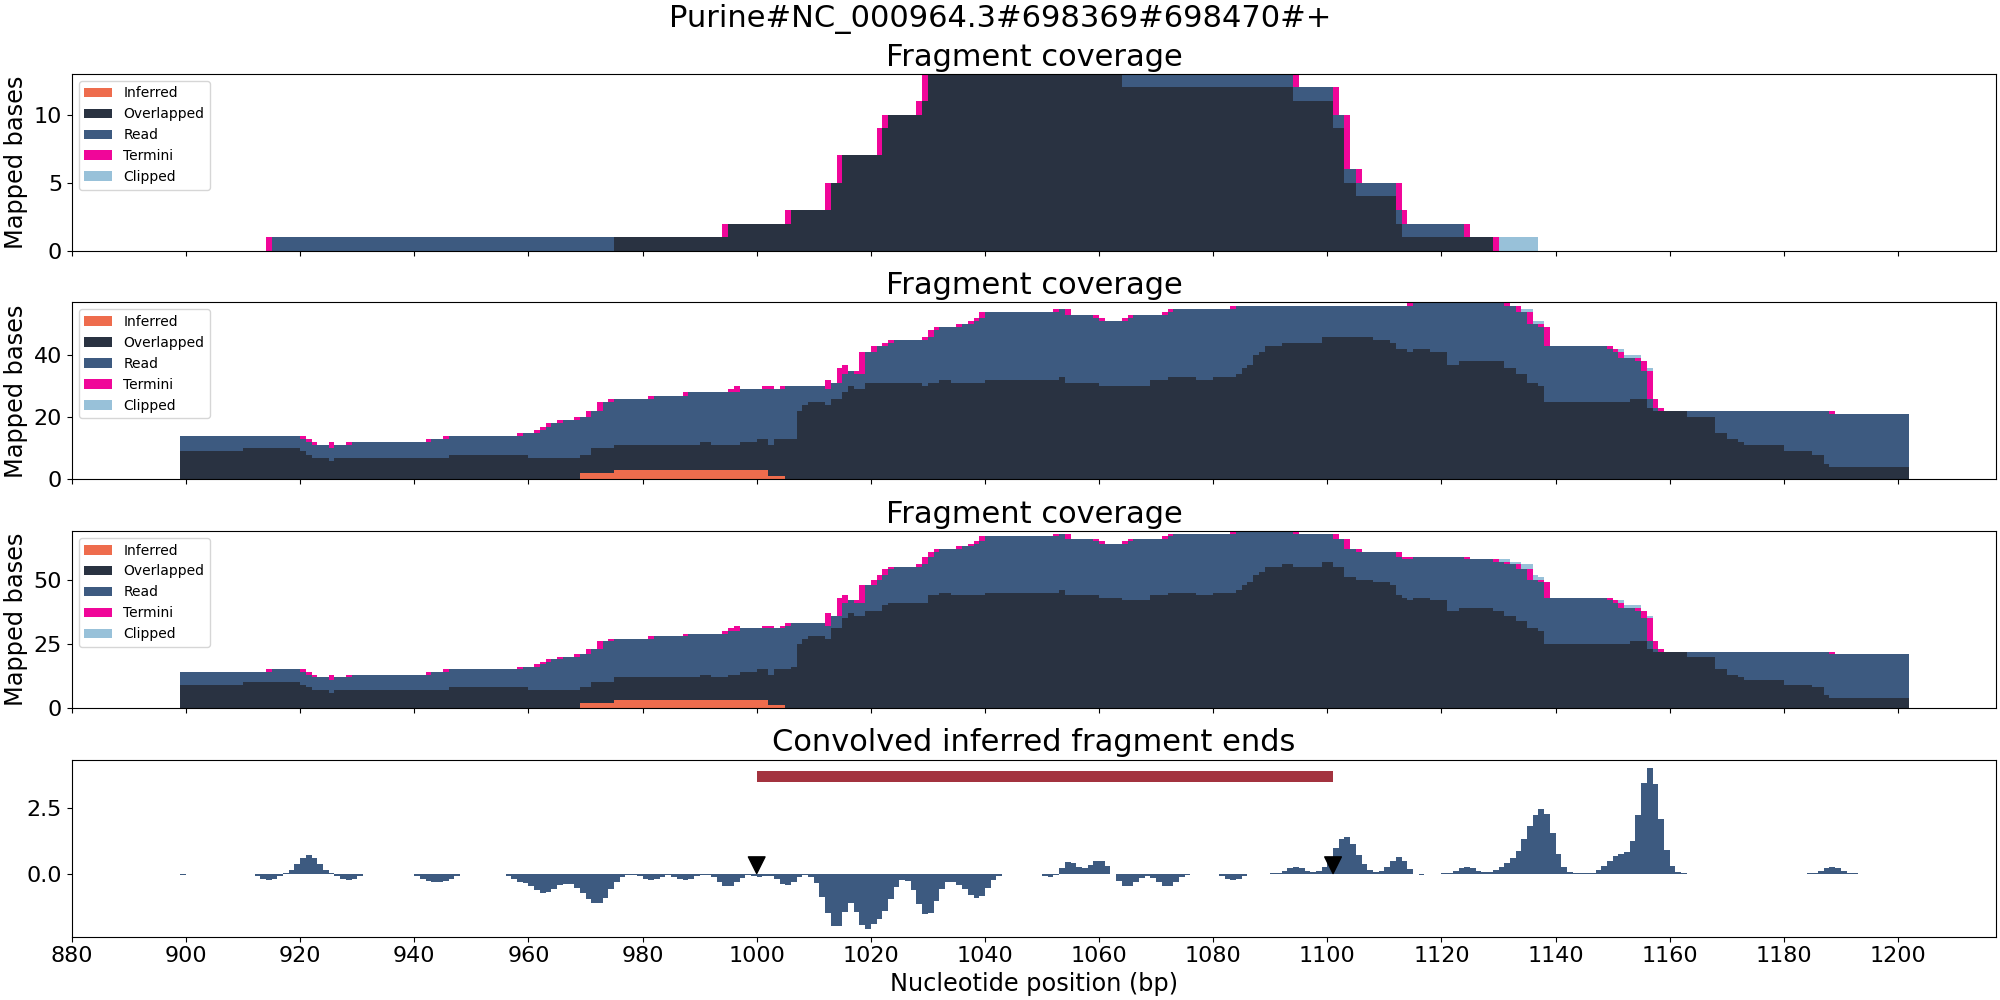 Purine#NC_000964.3#698369#698470#+
Fragment coverage
Mapped bases
10
5
0
Inferred
Overlapped
Read
Termini
Clipped
Fragment coverage
Mapped bases
40
20
0
Inferred
Overlapped
Read
Termini
Clipped
Fragment coverage
Mapped bases
50
25
0
Inferred
Overlapped
Read
Termini
Clipped
Convolved inferred fragment ends
2.5
0.0
880 900 920 940 960 980 1000 1020 1040 1060 1080 1100 1120 1140 1160 1180 1200
Nucleotide position (bp)